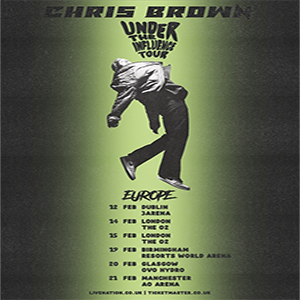 CHRIS BROWN
UNDER
THE
INFLUENCE
TOUR
EUROPE
12 FEB DUBLIN
3ARENA
14 FEB LONDON
THE O2
15 FEB LONDON
THE O2
19 FEB BIRMINGHAM
RESORTS WORLD ARENA
20 FEB GLASGOW
OVO HYDRO
21 FEB MANCHESTER
AO ARENA
LIVENATION.CO.UK | TICKETMASTER.CO.UK